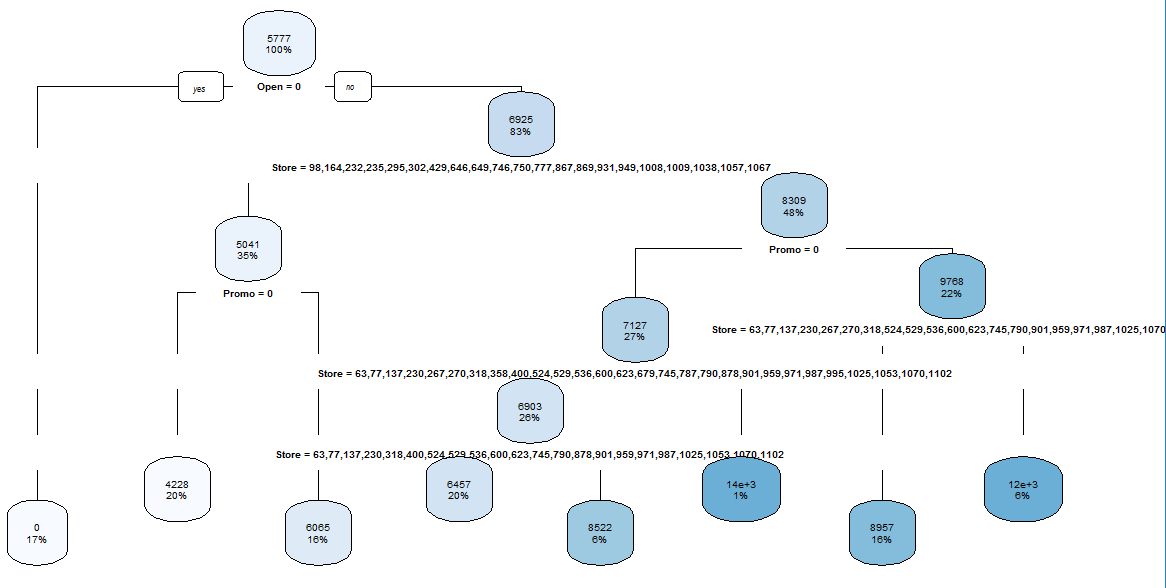 5777
100%
yes
Open = 0
no
6925
83%
Store = 98,164,232,235,295,302,429,646,649,746,750,777,867,869,931,949,1008,1009,1038,1057,1067
8309
48%
5041
35%
Promo = 0
9768
22%
Promo = 0
7127
27%
Store = 63,77,137,230,267,270,318,524,529,536,600,623,745,790,901,959,971,987,1025,1070
Store = 63,77,137,230,267,270,318,358,400,524,529,536,600,623,679,745,787,790,878,901,959,971,987,995,1025,1053,1070,1102
6903
26%
Store = 63,77,137,230,318,400,524,529,536,600,623,745,790,878,901,959,971,987,1025,1053,1070,1102
4228
20%
6457
20%
14e+3
1%
12e+3
6%
0
17%
6065
16%
8522
6%
8957
16%